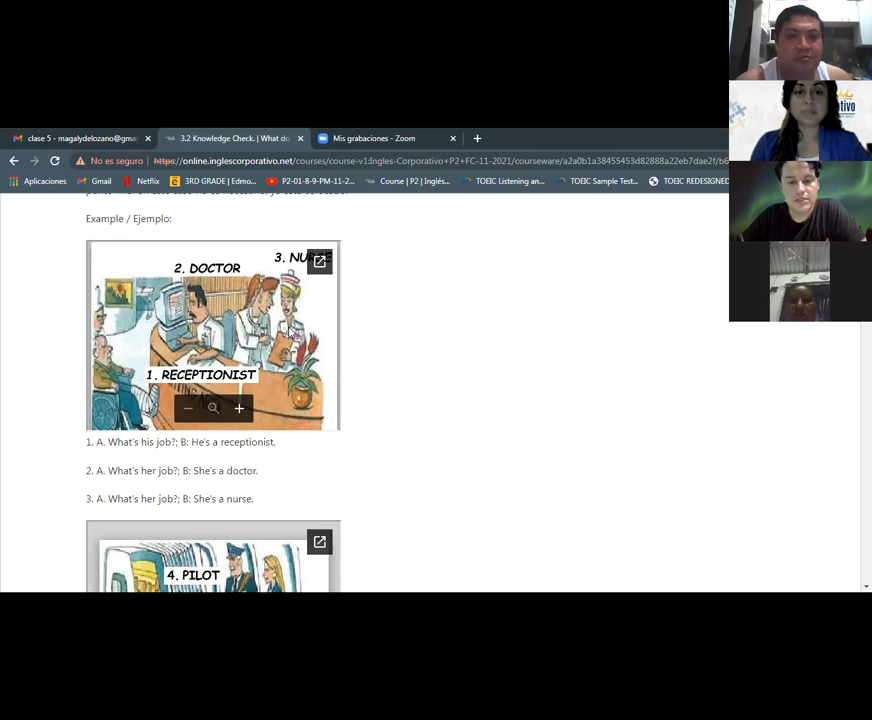 clase 5 - magalydelozano@gma
3.2 Knowledge Check. | What do
Mis grabaciones - Zoom
No es seguro
https://online.inglescorporativo.net/courses/course-v1:Ingles-Corporativo+P2+FC-11-2021/courseware/a2a0b1a38455453d82888a22eb7dae2f/b6
Aplicaciones
Gmail
Netflix
3RD GRADE | Edmo...
P2-01-8-9-PM-11-2...
Course | P2 | Inglés...
TOEIC Listening an...
TOEIC Sample Test...
TOEIC REDESIGNED
Example / Ejemplo:
3. NURSE
2. DOCTOR
1. RECEPTIONIST
1. A. What's his job?; B: He's a receptionist.
2. A. What's her job?; B: She's a doctor.
3. A. What's her job?; B: She's a nurse.
4. PILOT